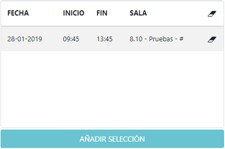 FECHA INICIO FIN SALA
28-01-2019 09:45 13:45 8.10 - Pruebas - #
AÑADIR SELECCIÓN